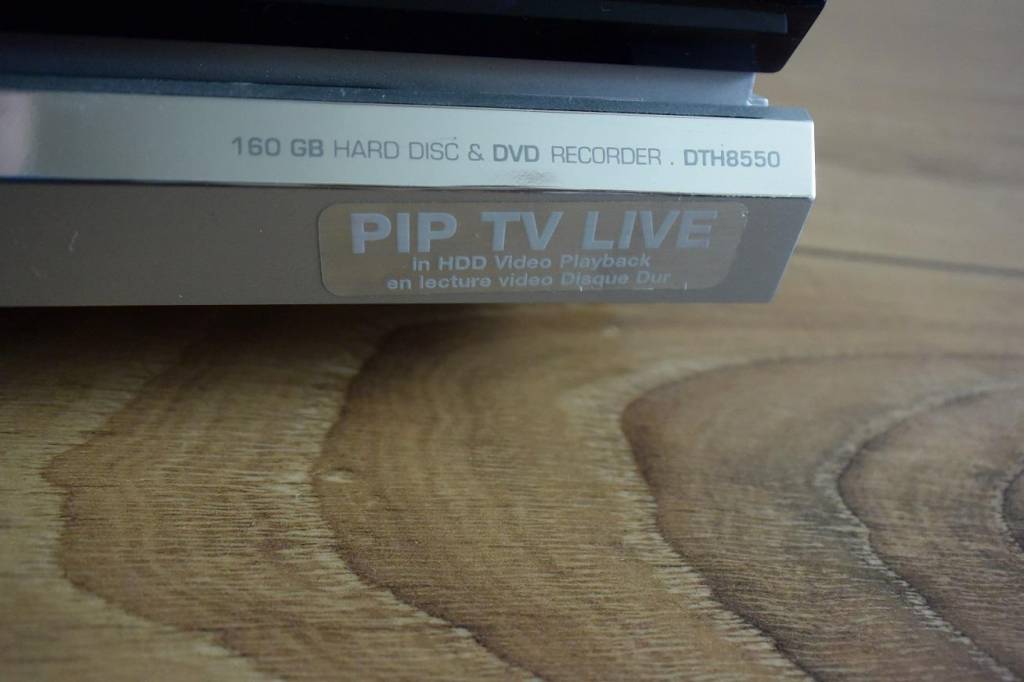 160 GB HARD DISC & DVD RECORDER . DTH8550
PIP TV LIVE
in HDD Video Playback
en lecture video Disque Dur